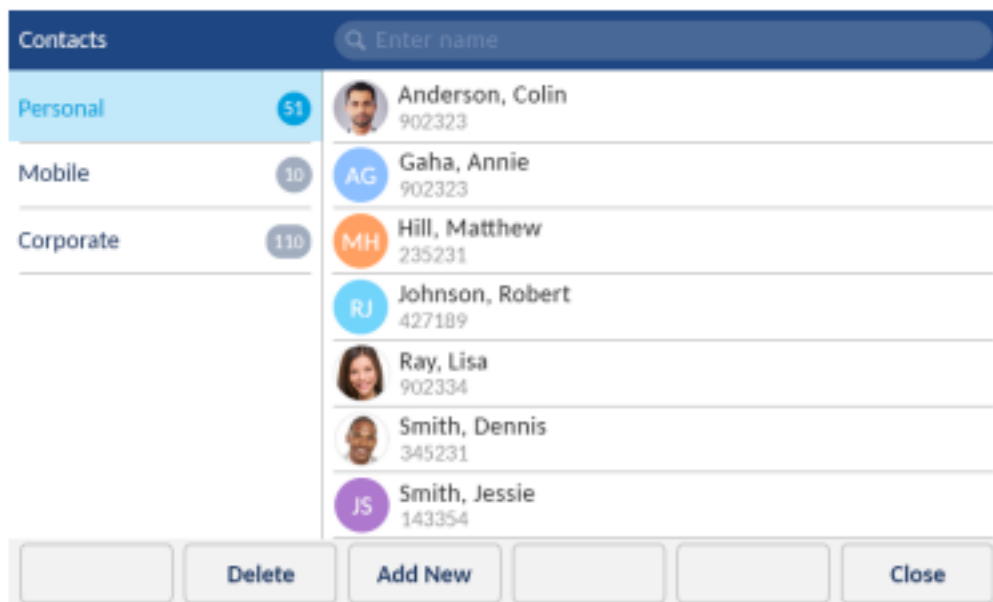 Contacts
Enter name
Personal 51
Mobile 10
Corporate 110
Anderson, Colin
902323
AG
Gaha, Annie
902323
MH
Hill, Matthew
235231
RJ
Johnson, Robert
427189
Ray, Lisa
902334
Smith, Dennis
345231
JS
Smith, Jessie
143354
Delete
Add New
Close